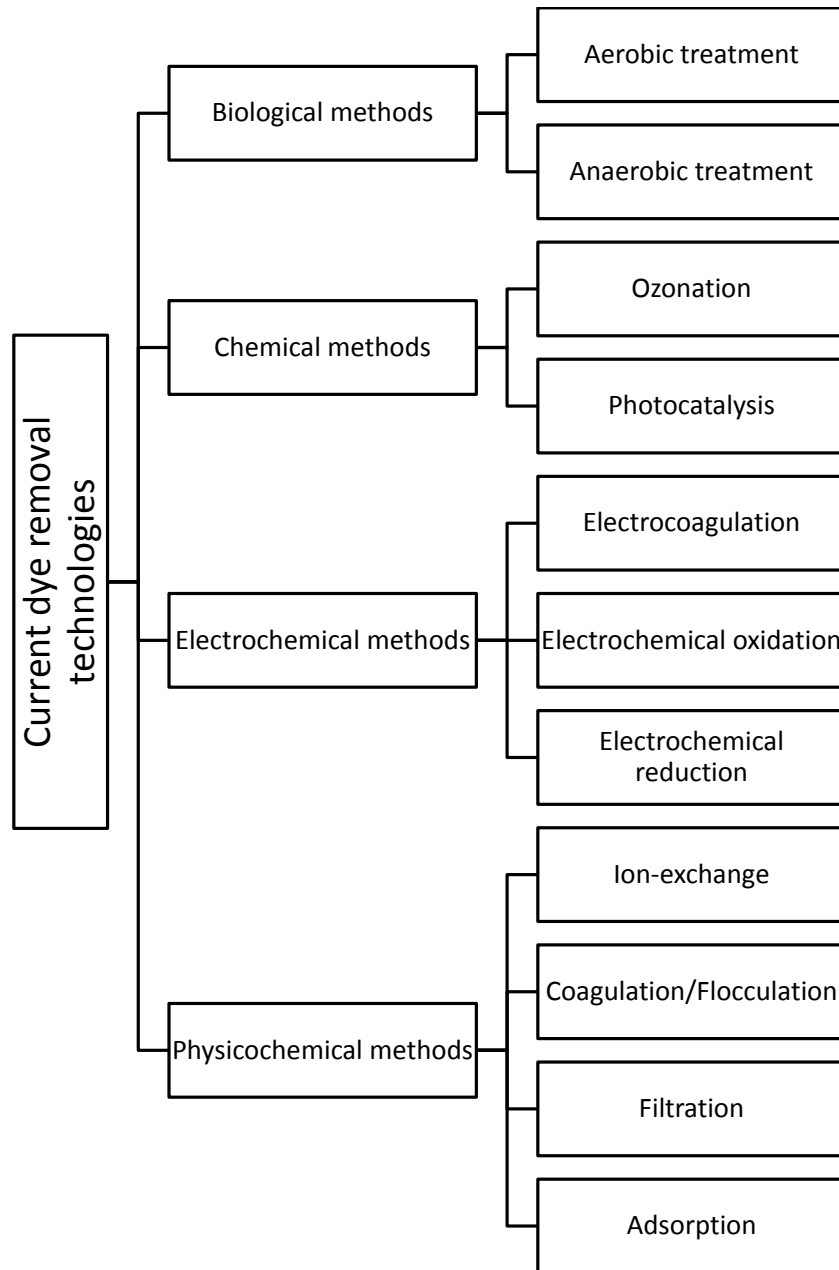 Current dye removal
technologies
Biological methods
Aerobic treatment
Anaerobic treatment
Chemical methods
Ozonation
Photocatalysis
Electrochemical methods
Electrocoagulation
Electrochemical oxidation
Electrochemical
reduction
Physicochemical methods
Ion-exchange
Coagulation/Flocculation
Filtration
Adsorption